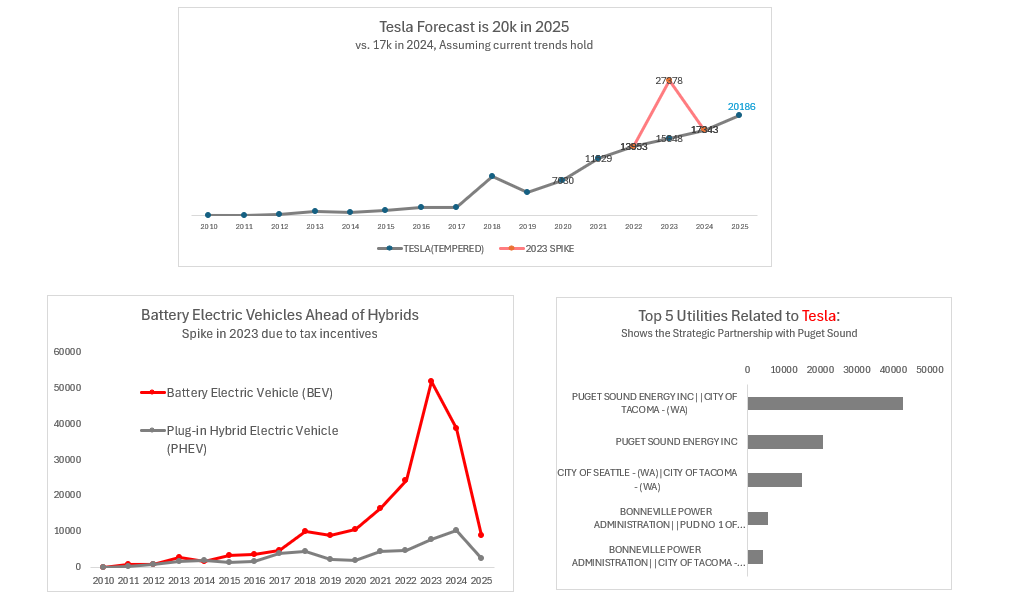 Tesla Forecast is 20k in 2025
vs. 17k in 2024, Assuming current trends hold
27378
20186
17343
13953
11729
2010 2011 2012 2013 2014 2015 2016 2017 2018 2019 2020 2021 2022 2023 2024 2025
TESLA(TEMPERED) 2023 SPIKE
Battery Electric Vehicles Ahead of Hybrids
Spike in 2023 due to tax incentives
60000
50000
40000
30000
20000
10000
0
Battery Electric Vehicle (BEV)
Plug-in Hybrid Electric Vehicle
(PHEV)
2010 2011 2012 2013 2014 2015 2016 2017 2018 2019 2020 2021 2022 2023 2024 2025
Top 5 Utilities Related to Tesla:
Shows the Strategic Partnership with Puget Sound
0 10000 20000 30000 40000 50000
PUGET SOUND ENERGY INC||CITY OF
TACOMA - (WA)
PUGET SOUND ENERGY INC
CITY OF SEATTLE - (WA)|CITY OF TACOMA
- (WA)
BONNEVILLE POWER
ADMINISTRATION||PUD NO 1 OF...
BONNEVILLE POWER
ADMINISTRATION||CITY OF TACOMA -...